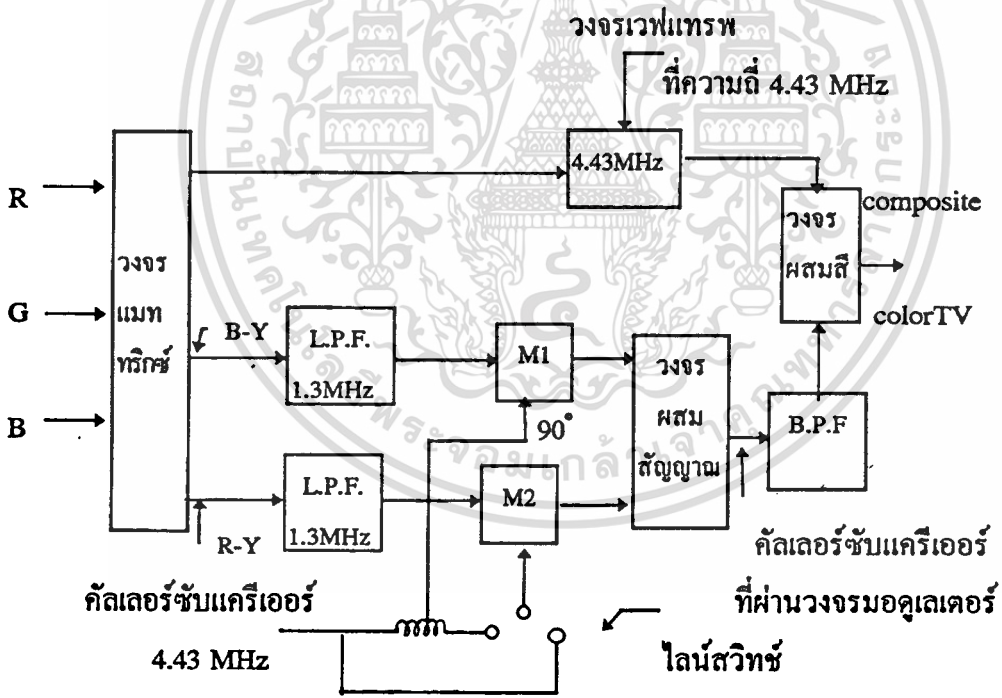 วงจรเวฟแทรพ
ที่ความถี่ 4.43 MHz
4.43MHz
R
G
B
วงจร
แมท
ทริกซ์
B-Y
L.P.F.
1.3MHz
M1
90°
R-Y
L.P.F.
1.3MHz
M2
วงจร
ผสม
สัญญาณ
B.P.F
วงจร
ผสมสี
composite
colorTV
คัลเลอร์ซับแครีเออร์
4.43 MHz
คัลเลอร์ซับแครีเออร์
ที่ผ่านวงจรมอดูเลเตอร์
ไลน์สวิทช์